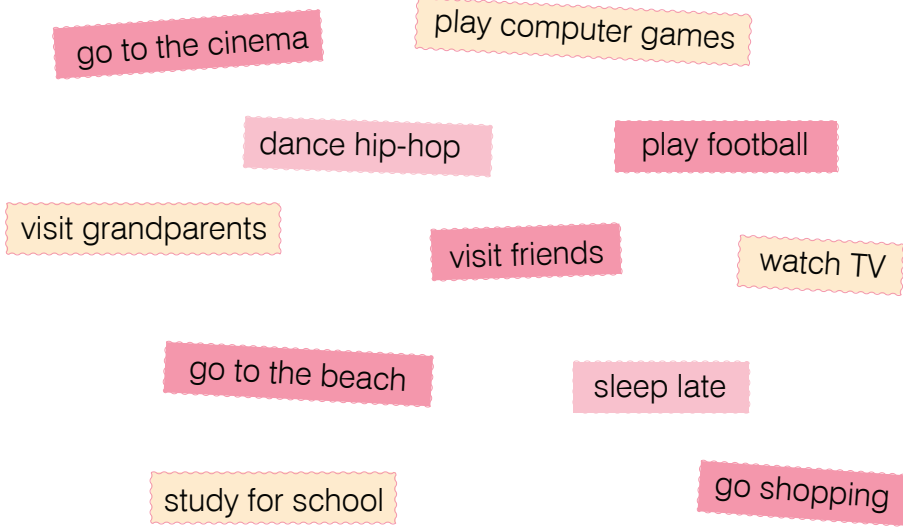 go to the cinema
play computer games
dance hip-hop
play football
visit grandparents
visit friends
watch TV
go to the beach
sleep late
study for school
go shopping